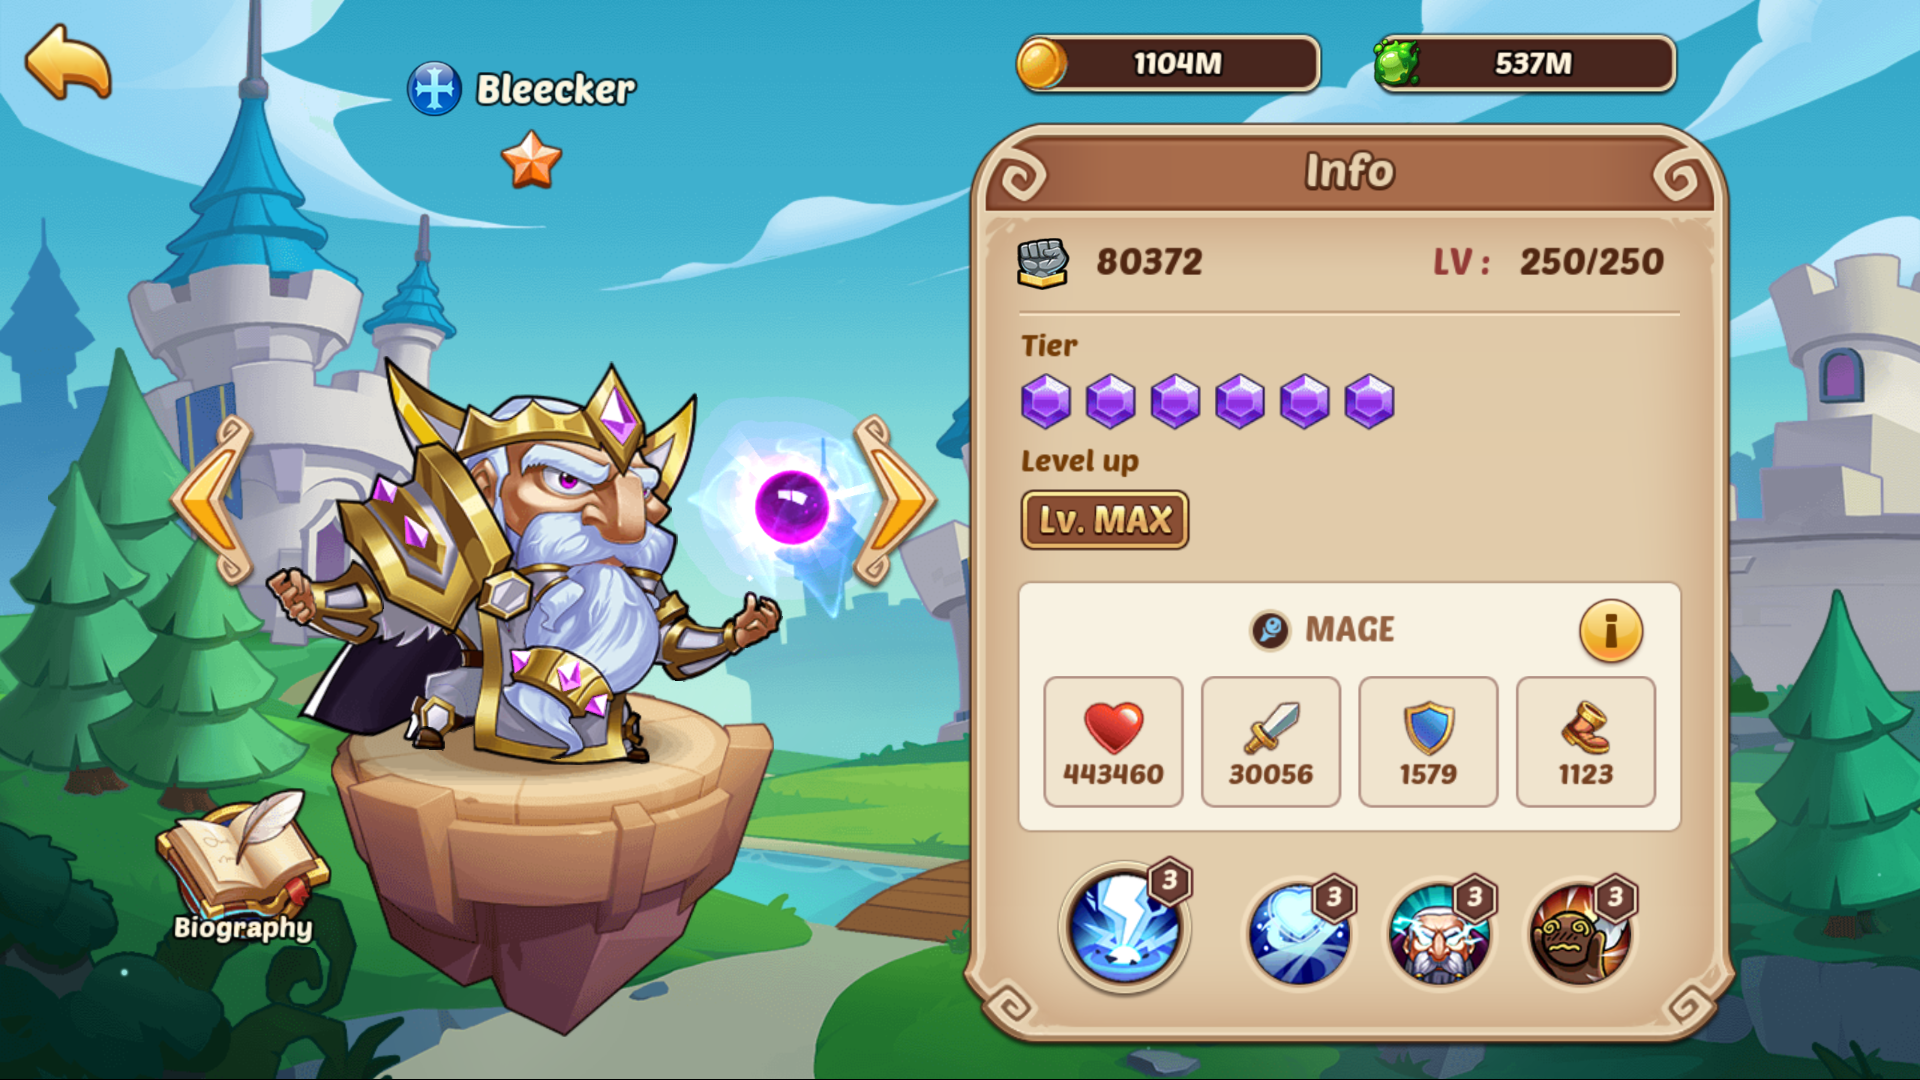 Bleecker
1104M
537M
Info
80372
LV : 250/250
Tier
Level up
Lv. MAX
MAGE
443460
30056
1579
1123
3
3
3
3
Biography